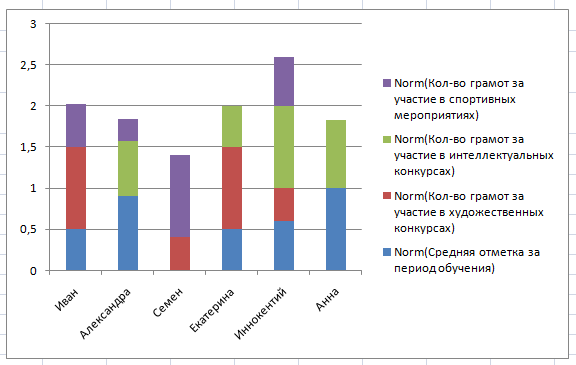 3
2,5
2
1,5
1
0,5
0
Иван
Александра
Семен
Екатерина
Иннокентий
Анна
Norm(Кол-во грамот за
участие в спортивных
мероприятиях)
Norm(Кол-во грамот за
участие в интеллектуальных
конкурсах)
Norm(Кол-во грамот за
участие в художественных
конкурсах)
Norm(Средняя отметка за
период обучения)